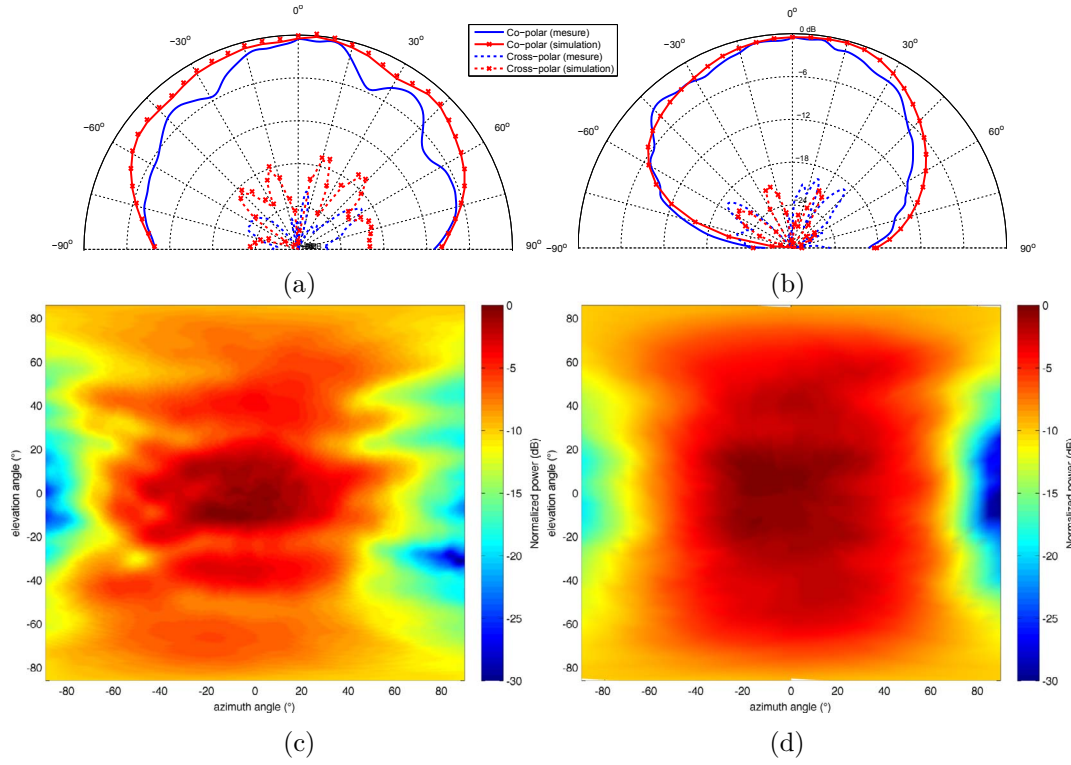 0°
−30°
30°
−60°
60°
−90°
90°
Co−polar (mesure)
Co−polar (simulation)
Cross−polar (mesure)
Cross−polar (simulation)
0°
0 dB
−30°
30°
−6
−12
−60°
60°
−18
−24
−90°
90°
(a)
(b)
80
60
40
20
0
-20
-40
-60
-80
elevation angle (°)
-80 -60 -40 -20 0 20 40 60 80
azimuth angle (°)
0
-5
-10
-15
-20
-25
-30
Normalized power (dB)
80
60
40
20
0
-20
-40
-60
-80
elevation angle (°)
-80 -60 -40 -20 0 20 40 60 80
azimuth angle (°)
0
-5
-10
-15
-20
-25
-30
Normalized power (dB)
(c)
(d)